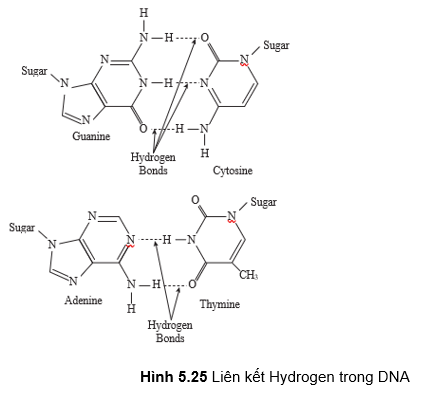 H
N H O
Sugar
Sugar
N N N
N H N
N
N
O H N
Guanine
H
Hydrogen
Bonds
Cytosine
O
Sugar
Sugar
N N
N N H N
N
N H O
CH3
Adenine
H
Thymine
Hydrogen
Bonds
Hình 5.25 Liên kết Hydrogen trong DNA